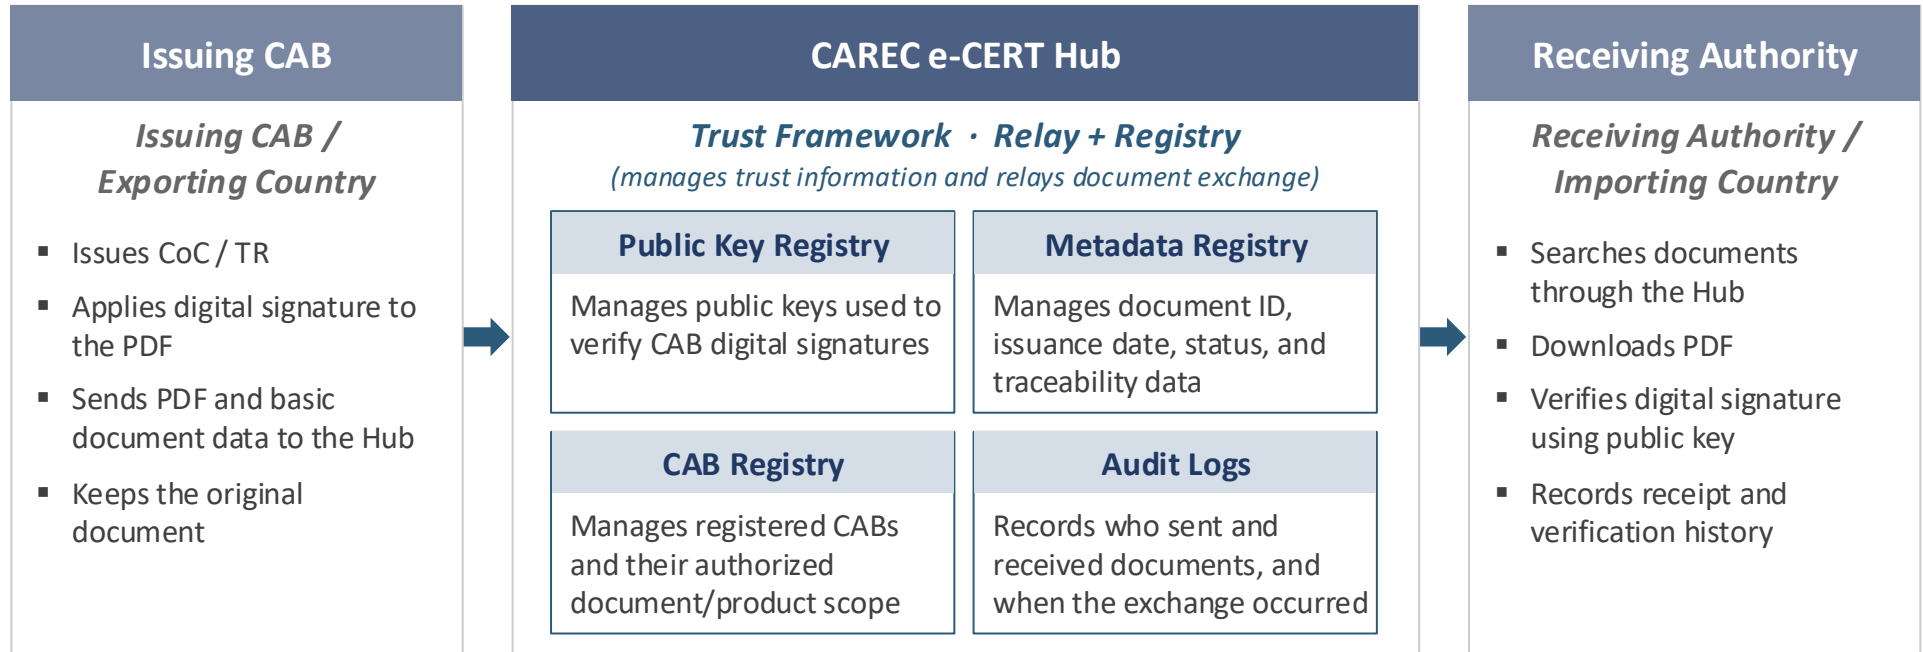 Issuing CAB
Issuing CAB /
Exporting Country
▪ Issues CoC / TR
▪ Applies digital signature to
the PDF
▪ Sends PDF and basic
document data to the Hub
▪ Keeps the original
document
CAREC e-CERT Hub
Trust Framework · Relay + Registry
(manages trust information and relays document exchange)
Public Key Registry
Manages public keys used to
verify CAB digital signatures
Metadata Registry
Manages document ID,
issuance date, status, and
traceability data
CAB Registry
Manages registered CABs
and their authorized
document/product scope
Audit Logs
Records who sent and
received documents, and
when the exchange occurred
Receiving Authority
Receiving Authority /
Importing Country
▪ Searches documents
through the Hub
▪ Downloads PDF
▪ Verifies digital signature
using public key
▪ Records receipt and
verification history